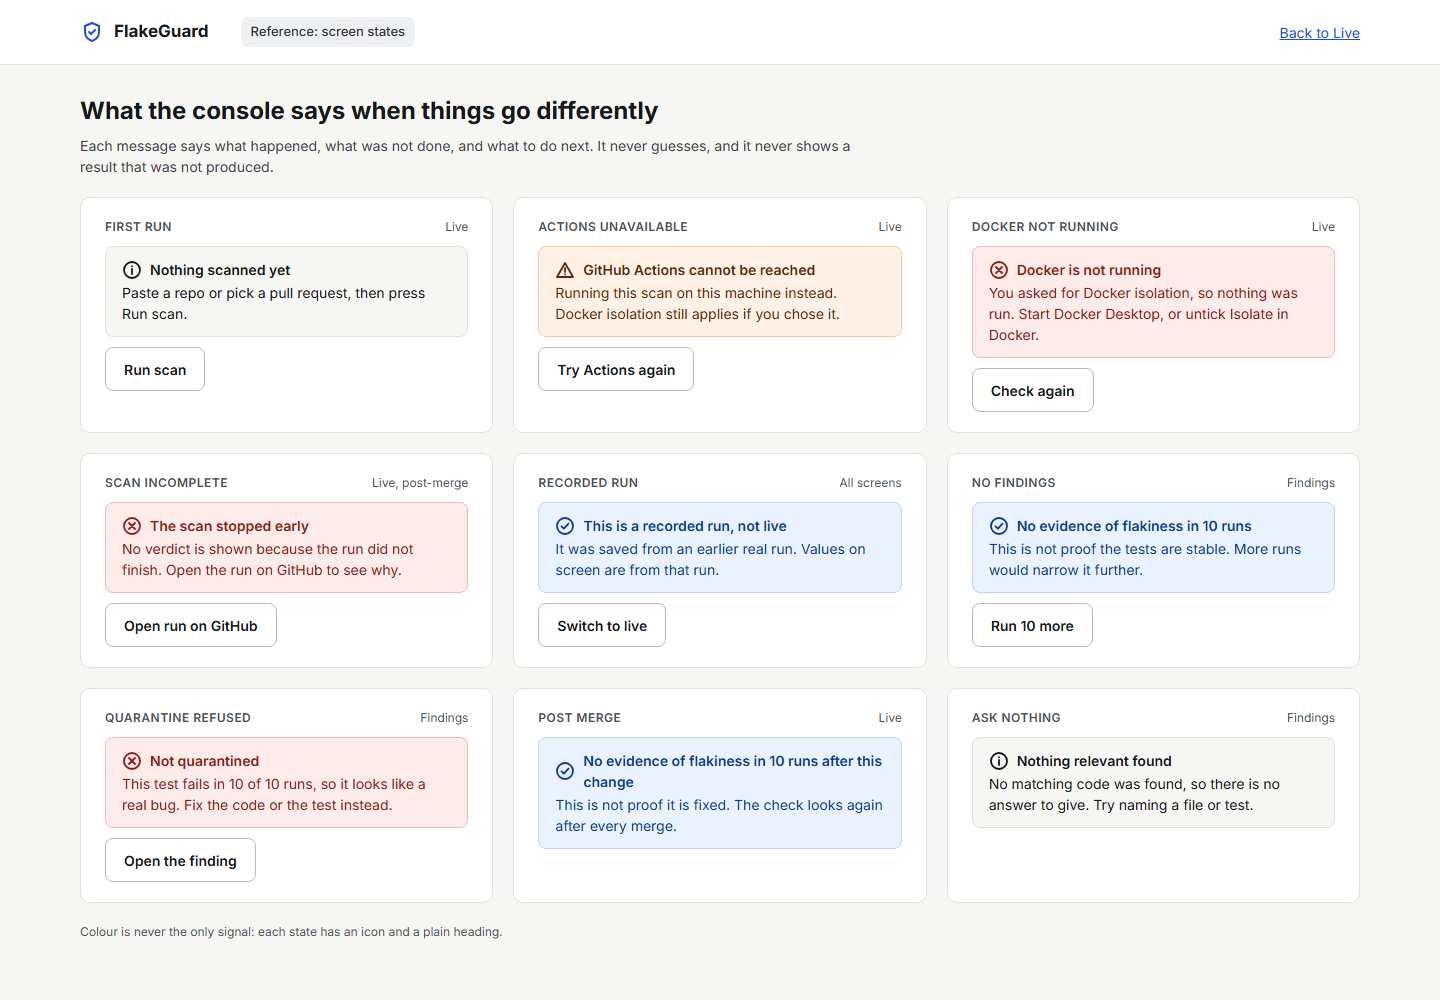 FlakeGuard
Reference: screen states
Back to Live
What the console says when things go differently
Each message says what happened, what was not done, and what to do next. It never guesses, and it never shows a
result that was not produced.
FIRST RUN
Live
Nothing scanned yet
Paste a repo or pick a pull request, then press
Run scan.
Run scan
ACTIONS UNAVAILABLE
Live
GitHub Actions cannot be reached
Running this scan on this machine instead.
Docker isolation still applies if you chose it.
Try Actions again
DOCKER NOT RUNNING
Live
Docker is not running
You asked for Docker isolation, so nothing was
run. Start Docker Desktop, or untick Isolate in
Docker.
Check again
SCAN INCOMPLETE
Live, post-merge
The scan stopped early
No verdict is shown because the run did not
finish. Open the run on GitHub to see why.
Open run on GitHub
RECORDED RUN
All screens
This is a recorded run, not live
It was saved from an earlier real run. Values on
screen are from that run.
Switch to live
NO FINDINGS
Findings
No evidence of flakiness in 10 runs
This is not proof the tests are stable. More runs
would narrow it further.
Run 10 more
QUARANTINE REFUSED
Findings
Not quarantined
This test fails in 10 of 10 runs, so it looks like a
real bug. Fix the code or the test instead.
Open the finding
POST MERGE
Live
No evidence of flakiness in 10 runs after this
change
This is not proof it is fixed. The check looks again
after every merge.
ASK NOTHING
Findings
Nothing relevant found
No matching code was found, so there is no
answer to give. Try naming a file or test.
Colour is never the only signal: each state has an icon and a plain heading.